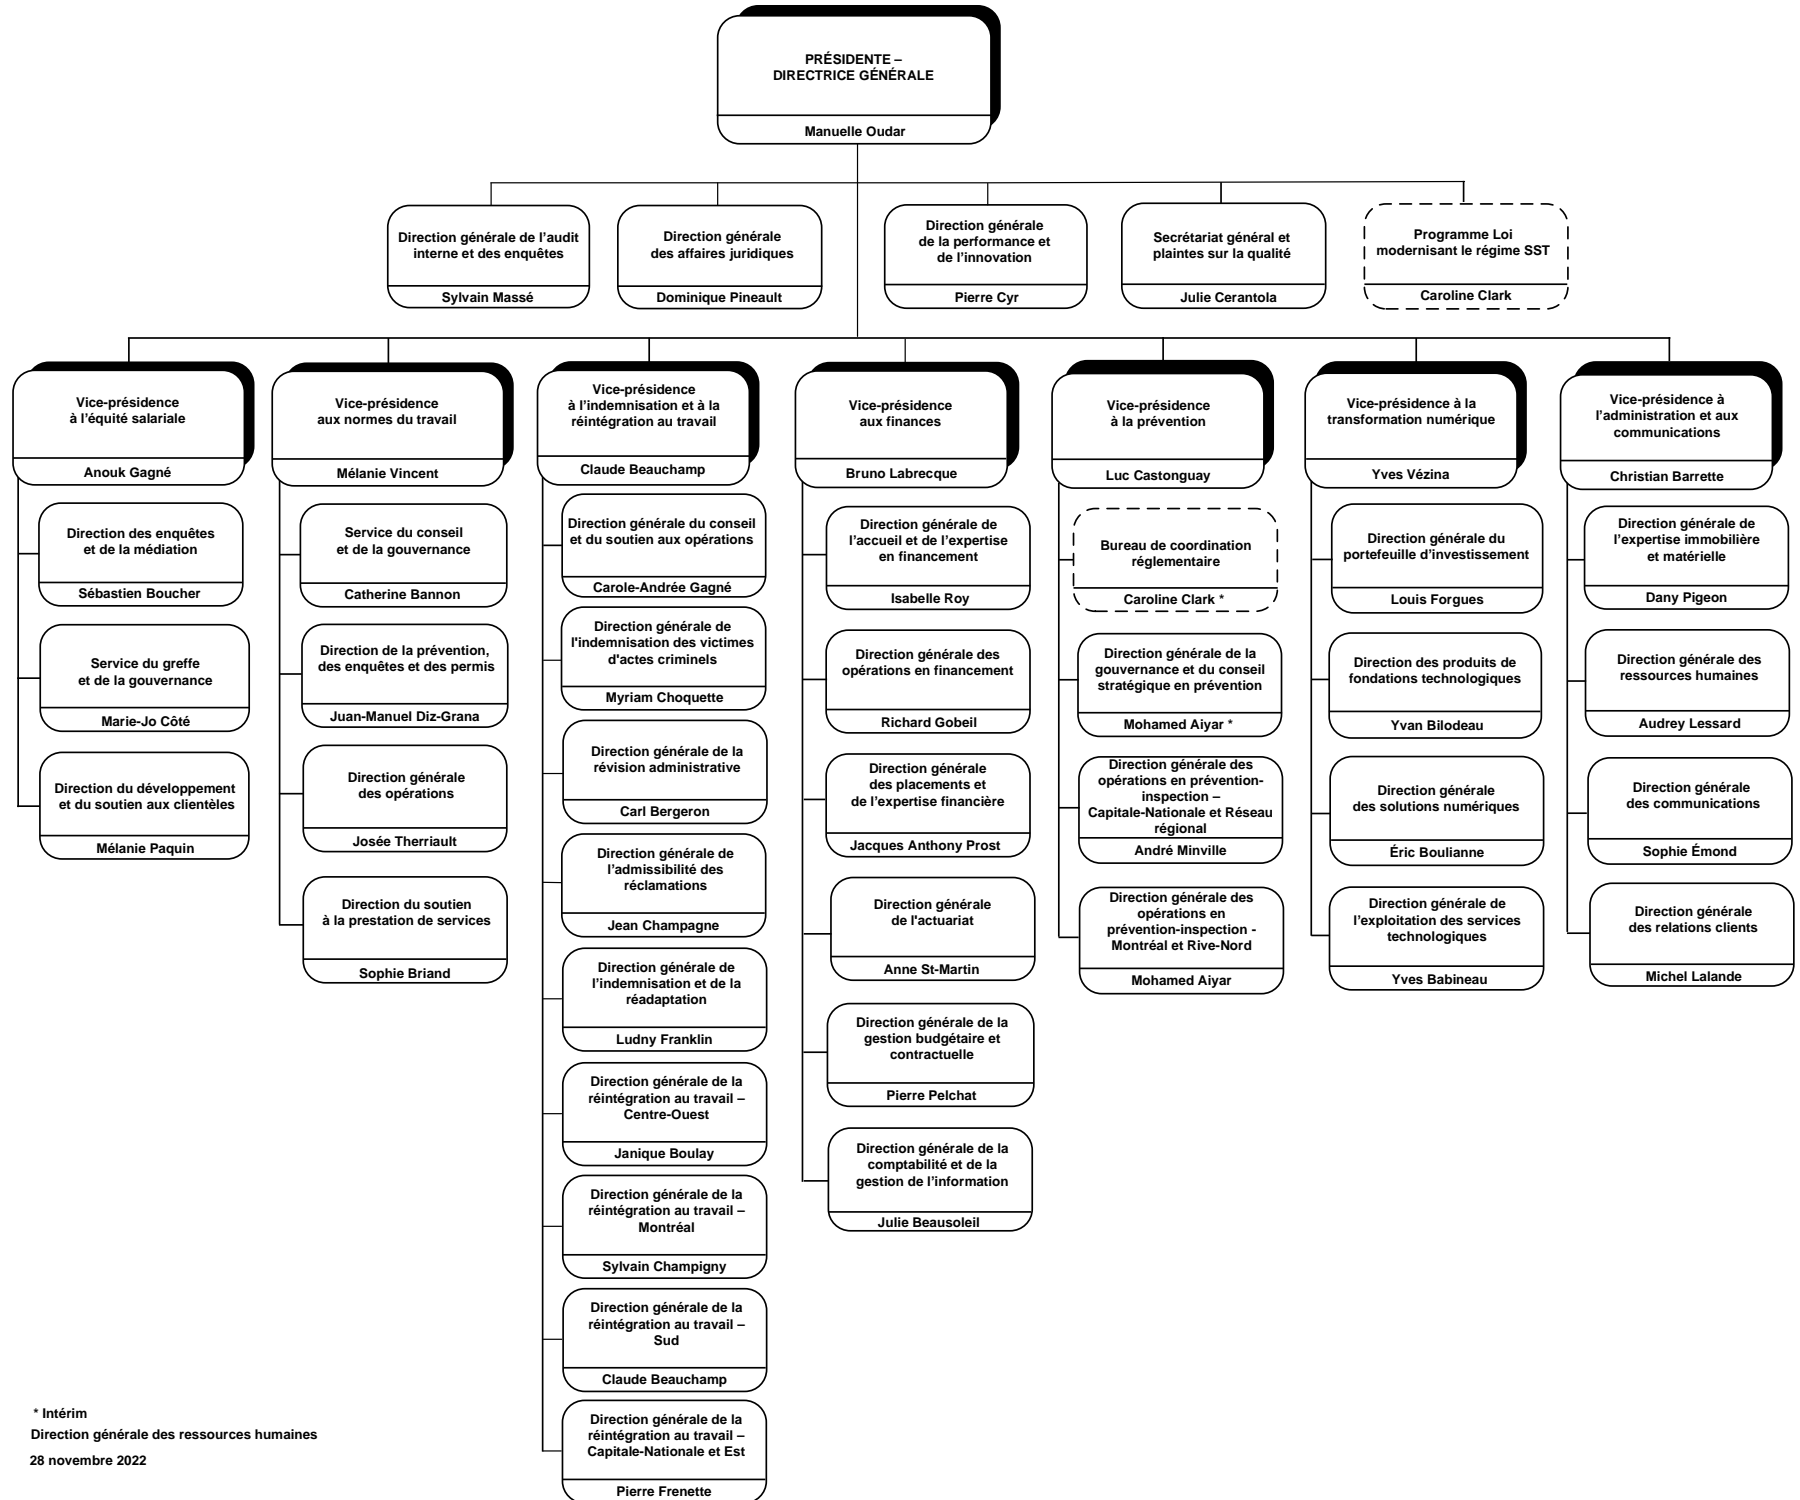 PRÉSIDENTE –
DIRECTRICE GÉNÉRALE
Manuelle Oudar
Direction générale de l’audit
interne et des enquêtes
Sylvain Massé
Direction générale
des affaires juridiques
Dominique Pineault
Direction générale
de la performance et
de l’innovation
Pierre Cyr
Secrétariat général et
plaintes sur la qualité
Julie Cerantola
Programme Loi
modernisant le régime SST
Caroline Clark
Vice-présidence
à l’équité salariale
Anouk Gagné
Direction des enquêtes
et de la médiation
Sébastien Boucher
Service du greffe
et de la gouvernance
Marie-Jo Côté
Direction du développement
et du soutien aux clientèles
Mélanie Paquin
Vice-présidence
aux normes du travail
Mélanie Vincent
Service du conseil
et de la gouvernance
Catherine Bannon
Direction de la prévention,
des enquêtes et des permis
Juan-Manuel Diz-Grana
Direction générale
des opérations
Josée Therriault
Direction du soutien
à la prestation de services
Sophie Briand
Vice-présidence
à l’indemnisation et à la
réintégration au travail
Claude Beauchamp
Direction générale du conseil
et du soutien aux opérations
Carole-Andrée Gagné
Direction générale de
l'indemnisation des victimes
d'actes criminels
Myriam Choquette
Direction générale de la
révision administrative
Carl Bergeron
Direction générale de
l’admissibilité des
réclamations
Jean Champagne
Direction générale de
l’indemnisation et de la
réadaptation
Ludny Franklin
Direction générale de la
réintégration au travail –
Centre-Ouest
Janique Boulay
Direction générale de la
réintégration au travail –
Montréal
Sylvain Champigny
Direction générale de la
réintégration au travail –
Sud
Claude Beauchamp
Direction générale de la
réintégration au travail –
Capitale-Nationale et Est
Pierre Frenette
Vice-présidence
aux finances
Bruno Labrecque
Direction générale de
l’accueil et de l’expertise
en financement
Isabelle Roy
Direction générale des
opérations en financement
Richard Gobeil
Direction générale
des placements et
de l’expertise financière
Jacques Anthony Prost
Direction générale
de l'actuariat
Anne St-Martin
Direction générale de la
gestion budgétaire et
contractuelle
Pierre Pelchat
Direction générale de la
comptabilité et de la
gestion de l’information
Julie Beausoleil
Vice-présidence
à la prévention
Luc Castonguay
Bureau de coordination
réglementaire
Caroline Clark *
Direction générale de la
gouvernance et du conseil
stratégique en prévention
Mohamed Aiyar *
Direction générale des
opérations en prévention-
inspection –
Capitale-Nationale et Réseau
régional
André Minville
Direction générale des
opérations en
prévention-inspection -
Montréal et Rive-Nord
Mohamed Aiyar
Vice-présidence à la
transformation numérique
Yves Vézina
Direction générale du
portefeuille d’investissement
Louis Forgues
Direction des produits de
fondations technologiques
Yvan Bilodeau
Direction générale
des solutions numériques
Éric Boulianne
Direction générale de
l’exploitation des services
technologiques
Yves Babineau
Vice-présidence à
l’administration et aux
communications
Christian Barrette
Direction générale de
l’expertise immobilière
et matérielle
Dany Pigeon
Direction générale des
ressources humaines
Audrey Lessard
Direction générale
des communications
Sophie Émond
Direction générale
des relations clients
Michel Lalande
* Intérim
Direction générale des ressources humaines
28 novembre 2022